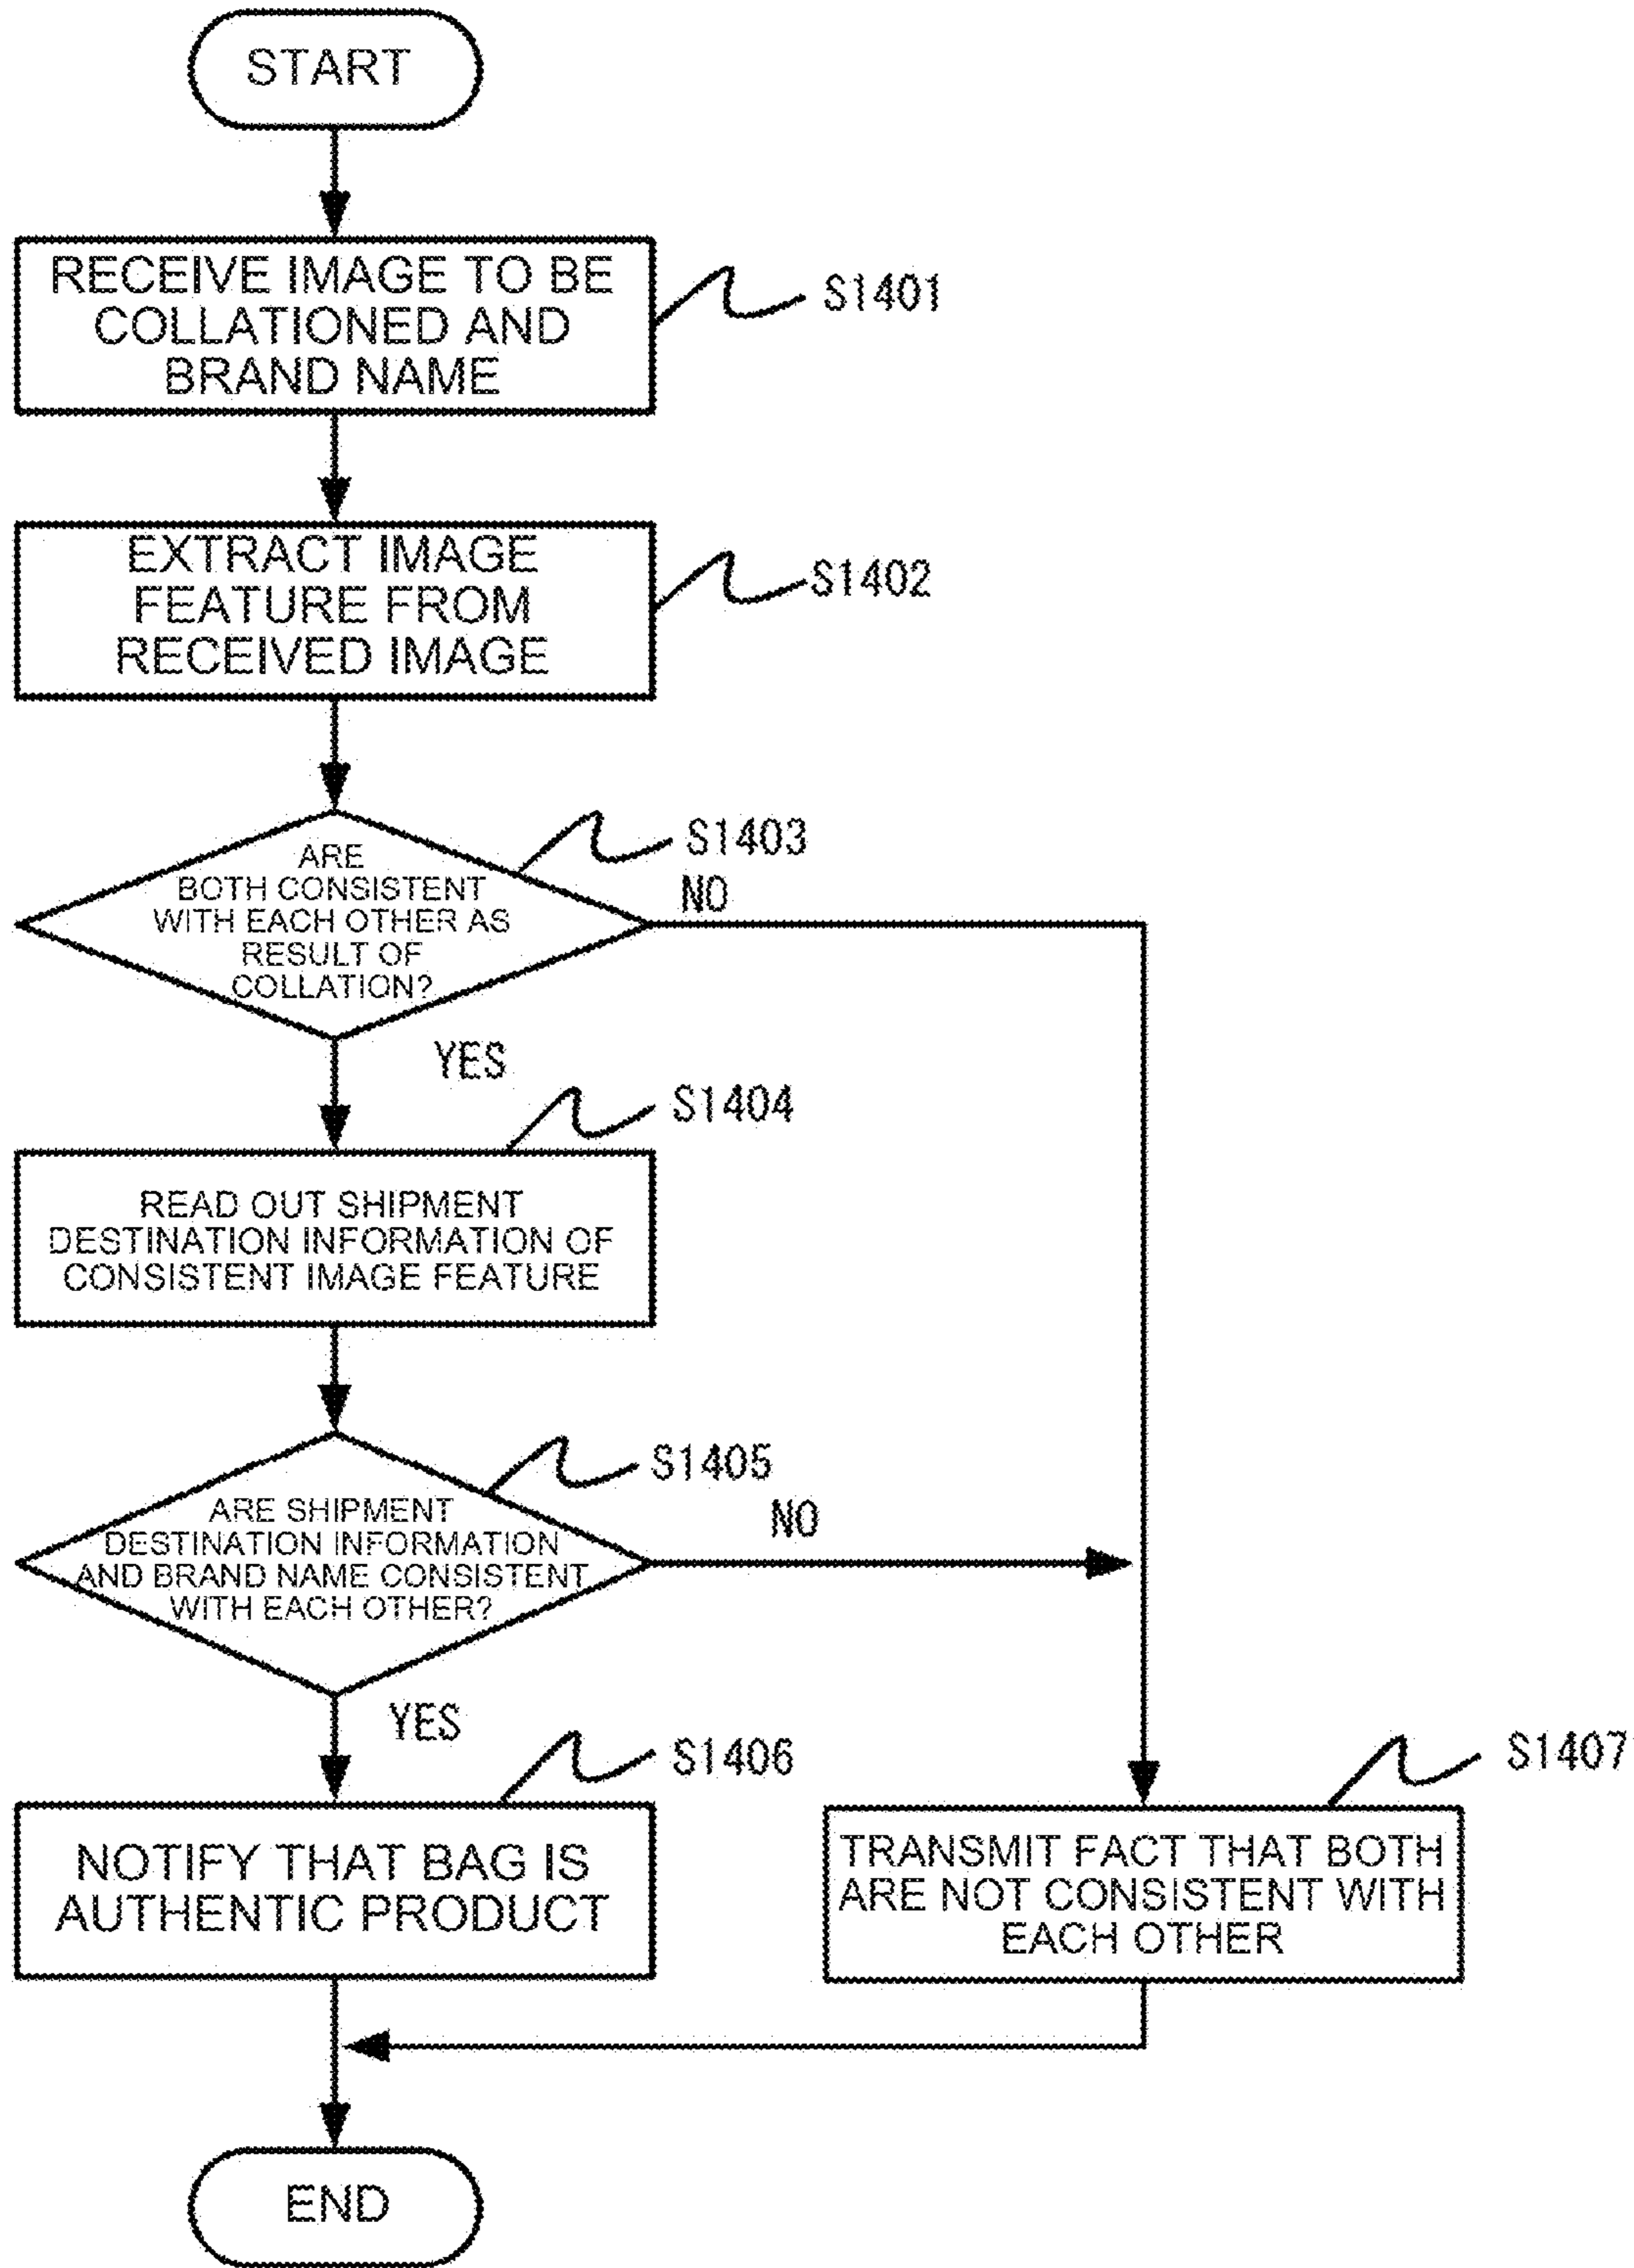 START
RECEIVE IMAGE TO BE
COLLATIONED AND
BRAND NAME
S1401
EXTRACT IMAGE
FEATURE FROM
RECEIVED IMAGE
S1402
ARE
BOTH CONSISTENT
WITH EACH OTHER AS
RESULT OF
COLLATION?
S1403
NO
YES
S1404
READ OUT SHIPMENT
DESTINATION INFORMATION OF
CONSISTENT IMAGE FEATURE
S1405
ARE SHIPMENT
DESTINATION INFORMATION
AND BRAND NAME CONSISTENT
WITH EACH OTHER?
NO
YES
S1406
NOTIFY THAT BAG IS
AUTHENTIC PRODUCT
S1407
TRANSMIT FACT THAT BOTH
ARE NOT CONSISTENT WITH
EACH OTHER
END